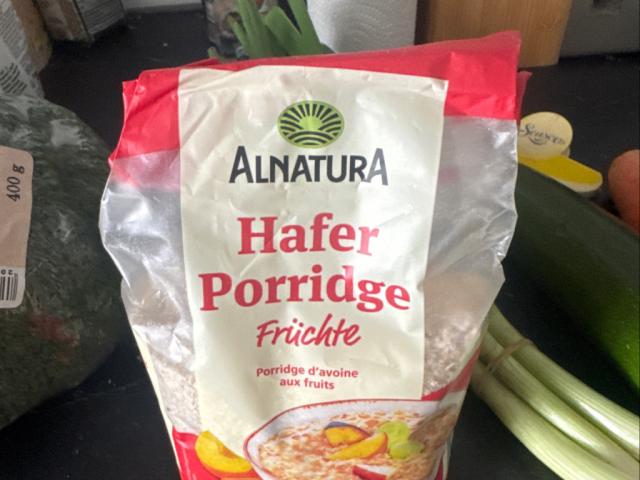 ALNATURA
Hafer
Porridge
Früchte
Porridge d'avoine
aux fruits
400 g